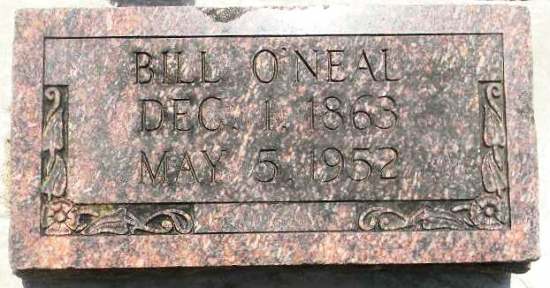 BILL O'NEAL
DEC. 1. 1863
MAY 5. 1952